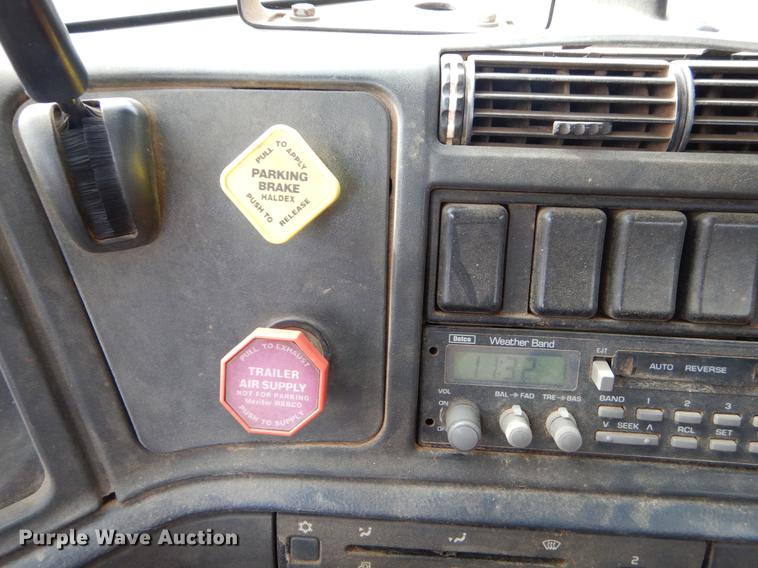 PULL TO APPLY
PARKING
BRAKE
HALDEX
PUSH TO RELEASE
PULL TO EXHAUST
TRAILER
AIR SUPPLY
NOT FOR PARKING
Meritor WABCO
PUSH TO SUPPLY
Delco Weather Band
11:32
EJT
AUTO REVERSE
VOL
ON
BAL FAD
TRE BAS
BAND 1 2 3
V SEEK Λ RCL SET
2
Purple Wave Auction